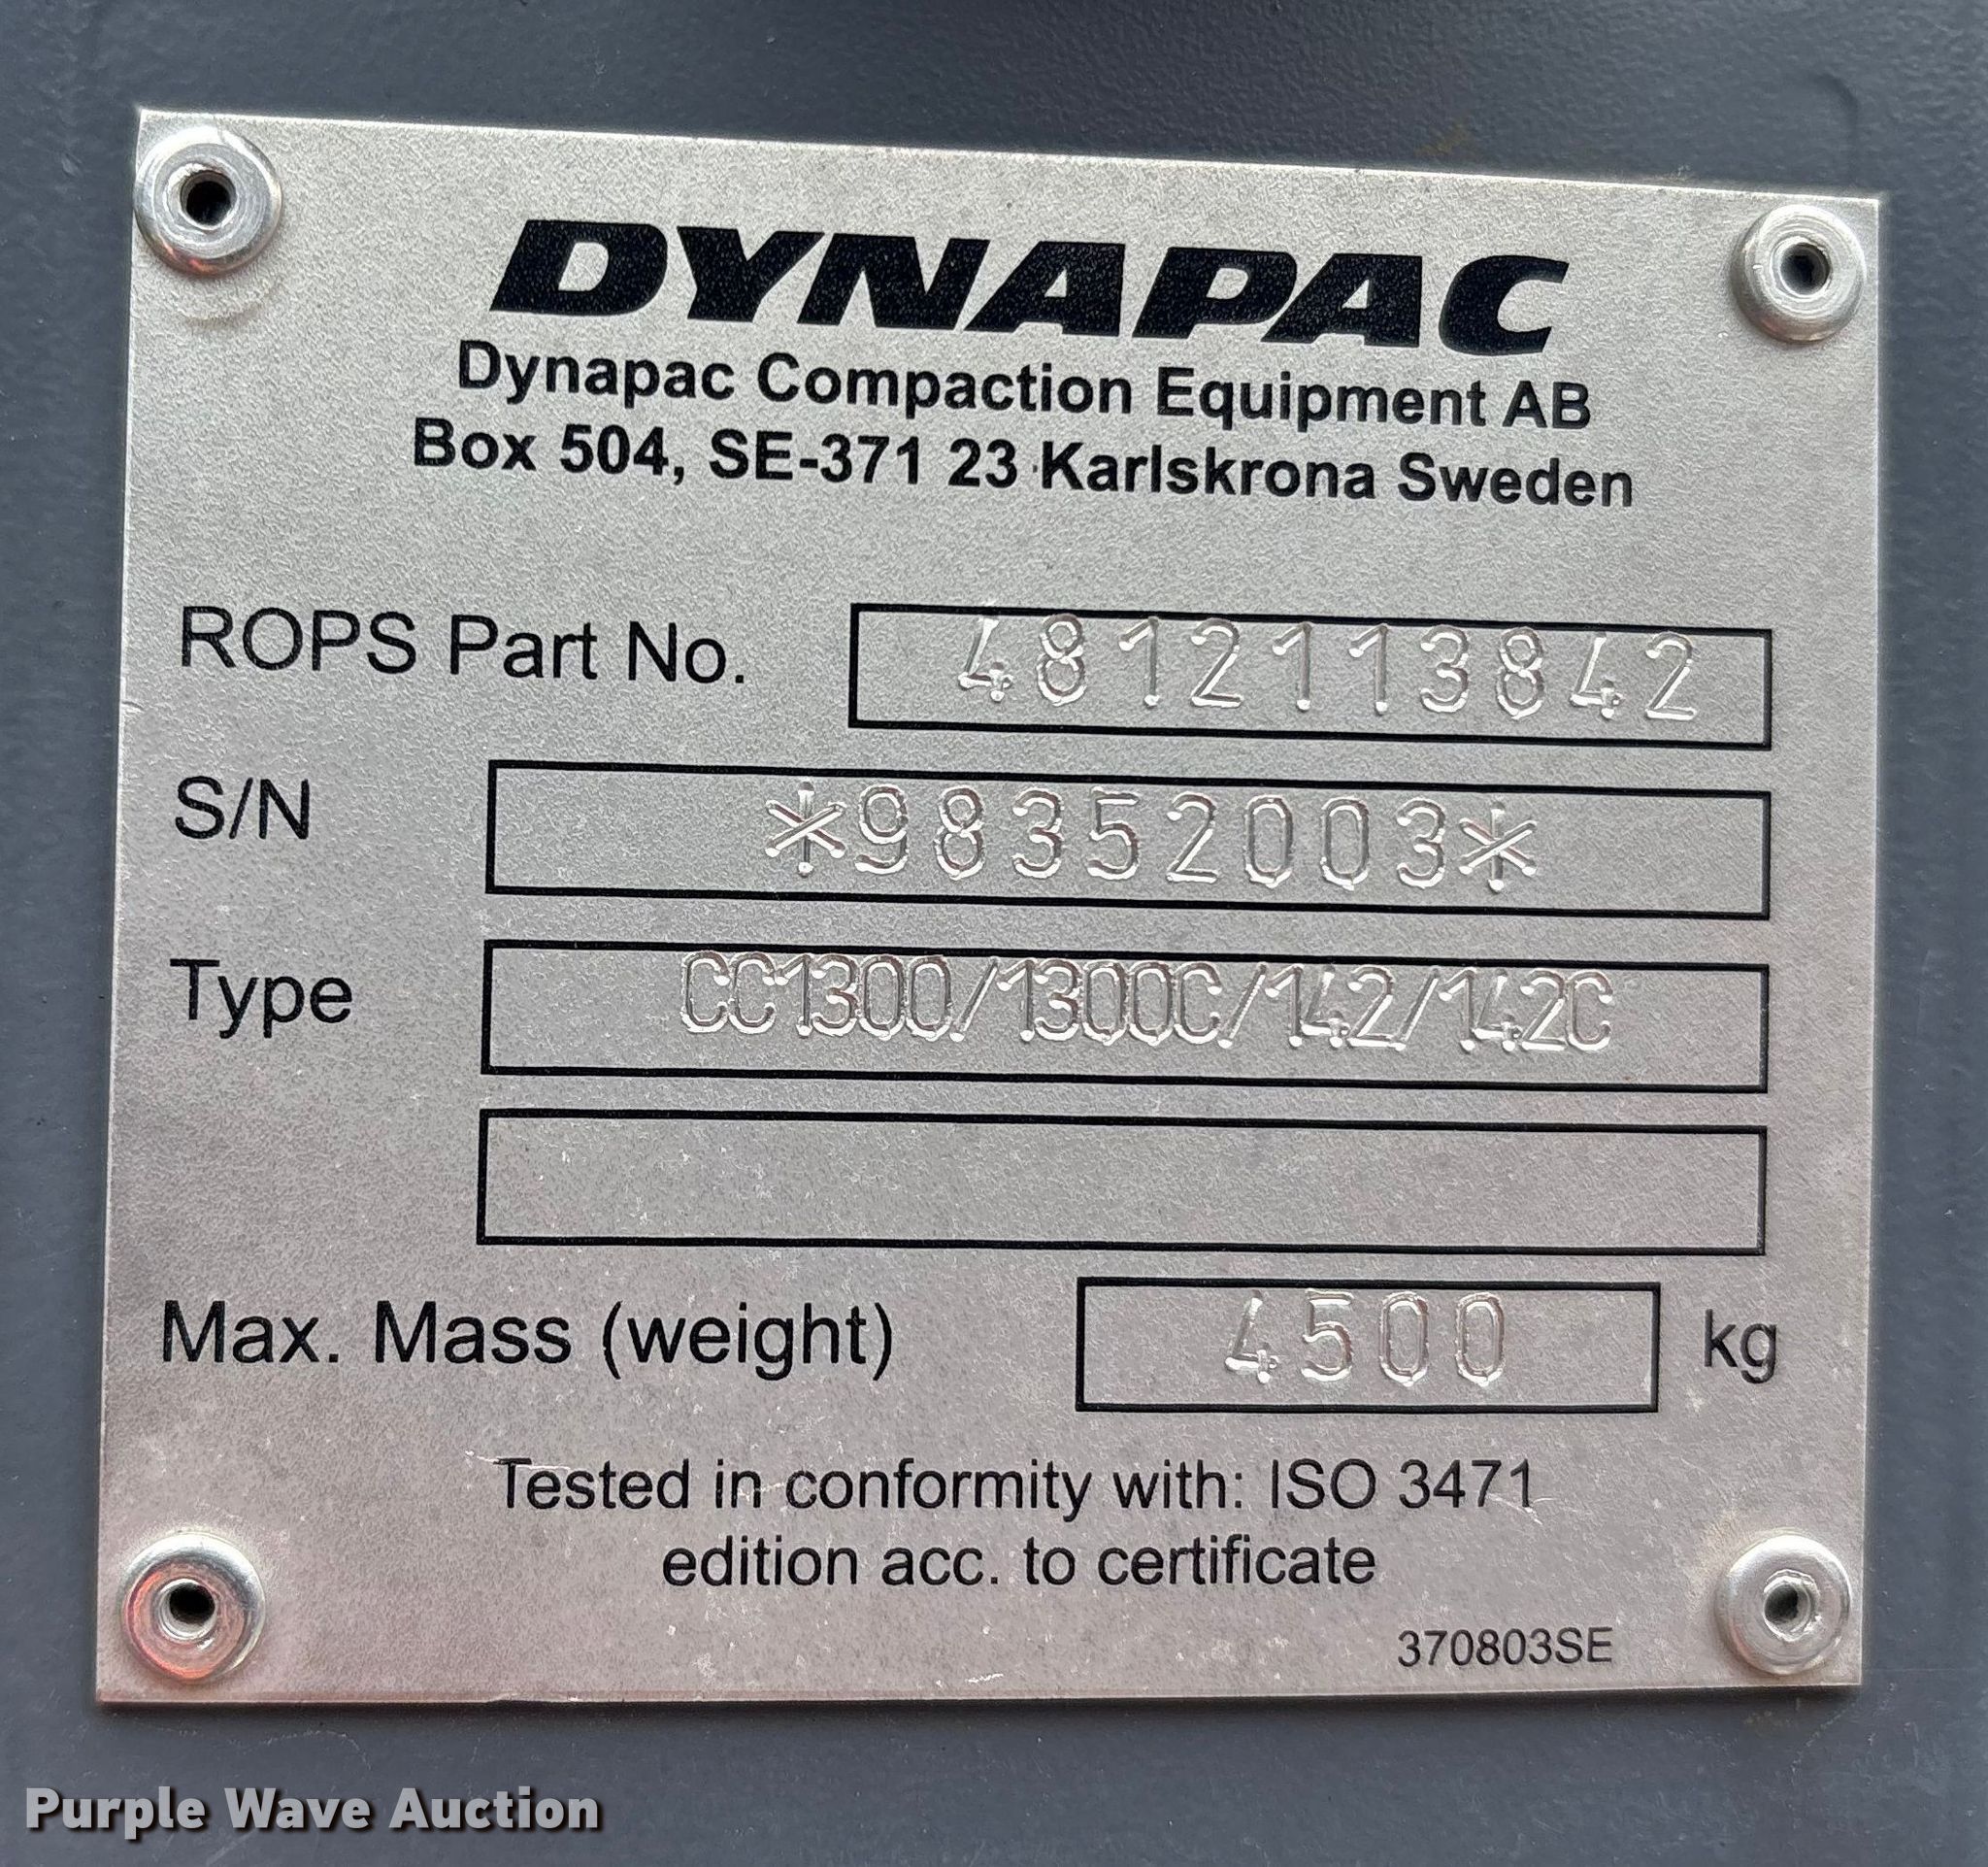 DYNAPAC
Dynapac Compaction Equipment AB
Box 504, SE-371 23 Karlskrona Sweden
ROPS Part No. 4812113842
S/N *98352003*
Type CC1300/1300C/142/142C
Max. Mass (weight) 4500 kg
Tested in conformity with: ISO 3471
edition acc. to certificate
370803SE
Purple Wave Auction